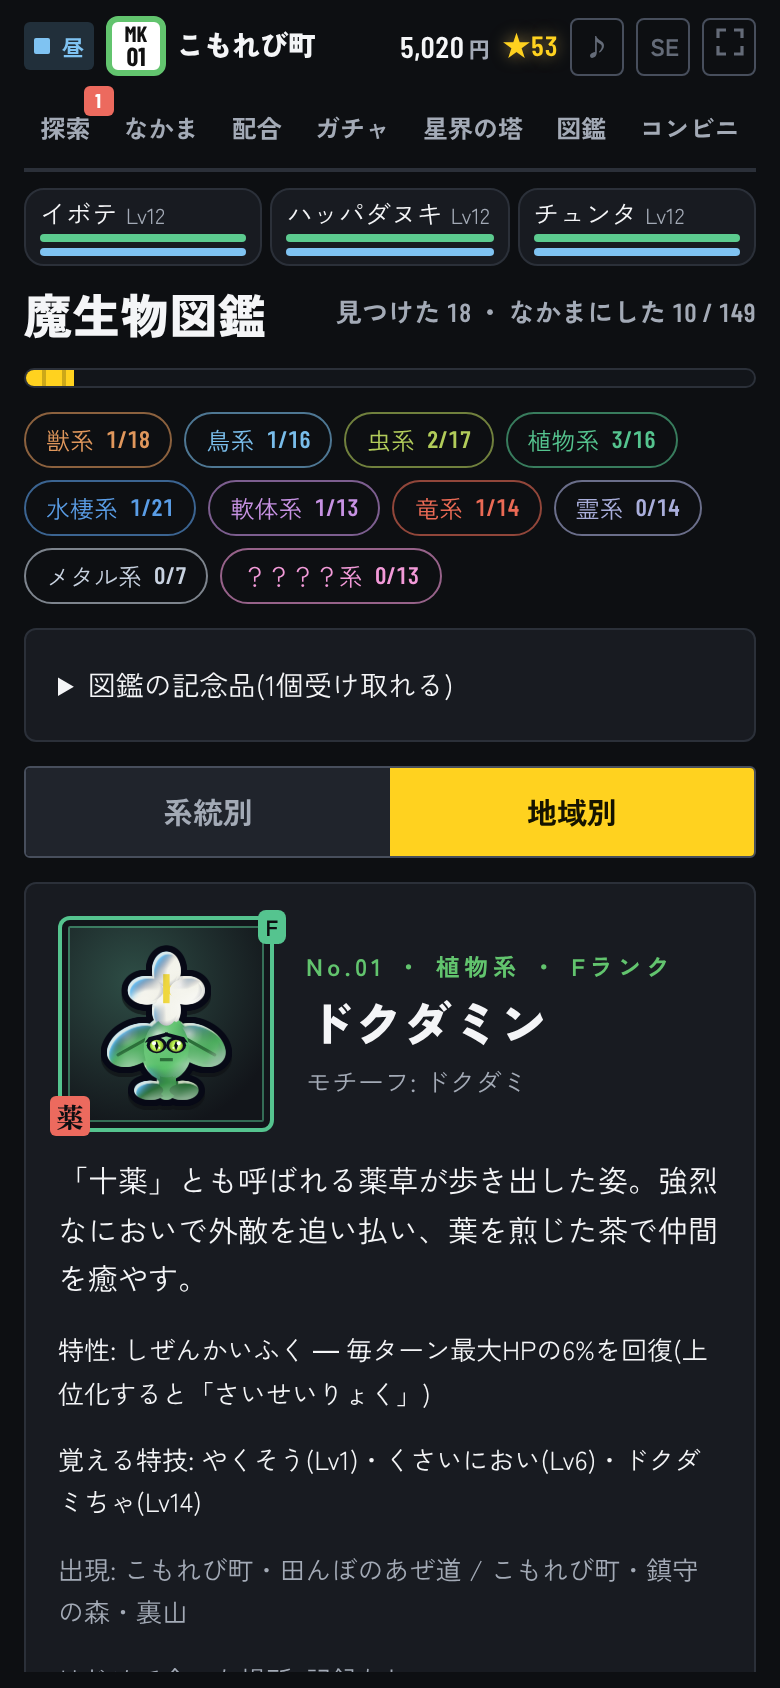 昼 MK 01 こもれび町 5,020円 ★53 ♪ SE
1
探索 なかま 配合 ガチャ 星界の塔 図鑑 コンビニ
イボテ Lv12 ハッパダヌキ Lv12 チュンタ Lv12
魔生物図鑑 見つけた 18 ・ なかまにした 10 / 149
獣系 1/18 鳥系 1/16 虫系 2/17 植物系 3/16
水棲系 1/21 軟体系 1/13 竜系 1/14 霊系 0/14
メタル系 0/7 ????系 0/13
▶ 図鑑の記念品(1個受け取れる)
系統別 地域別
F
No.01 ・ 植物系 ・ Fランク
ドクダミン
モチーフ: ドクダミ
薬
「十薬」とも呼ばれる薬草が歩き出した姿。強烈
なにおいで外敵を追い払い、葉を煎じた茶で仲間
を癒やす。
特性: しぜんかいふく — 毎ターン最大HPの6%を回復(上
位化すると「さいせいりょく」)
覚える特技: やくそう(Lv1)・くさいにおい(Lv6)・ドクダ
ミちゃ(Lv14)
出現: こもれび町・田んぼのあぜ道 / こもれび町・鎮守
の森・裏山